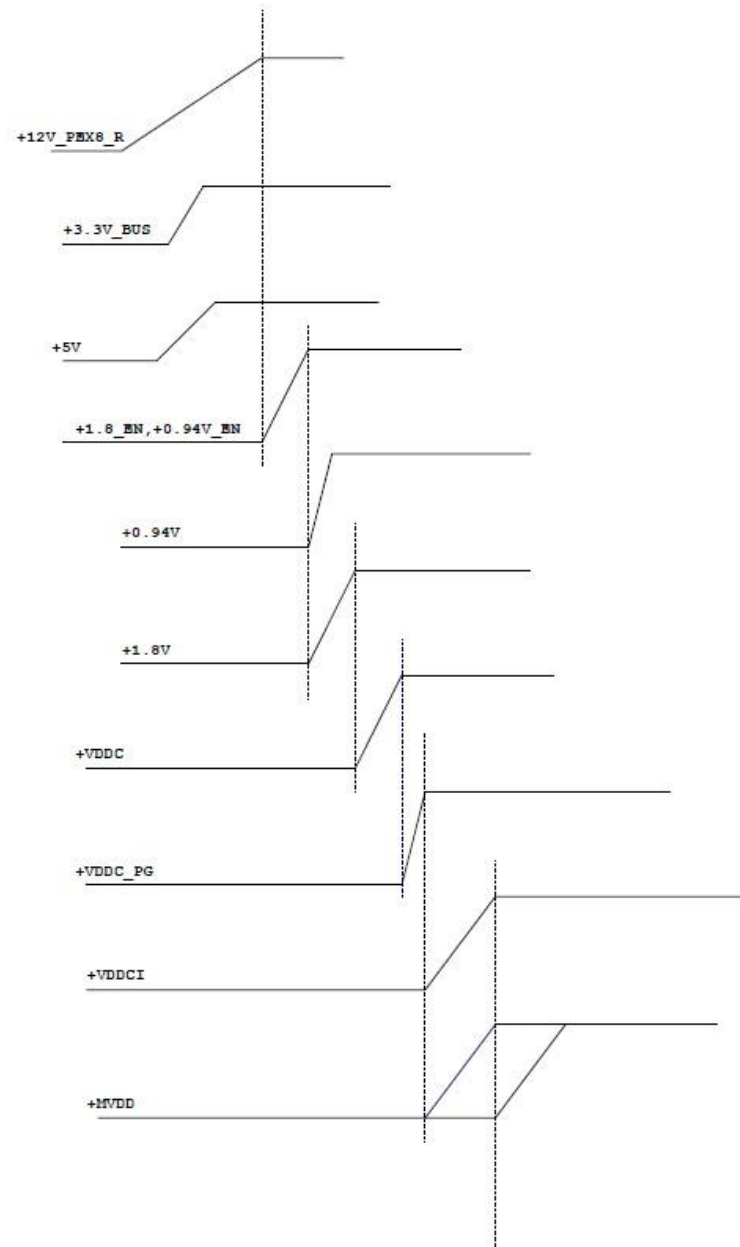 +12V_PEX8_R
+3.3V_BUS
+5V
+1.8_EN,+0.94V_EN
+0.94V
+1.8V
+VDDC
+VDDC_PG
+VDDCI
+MVDD